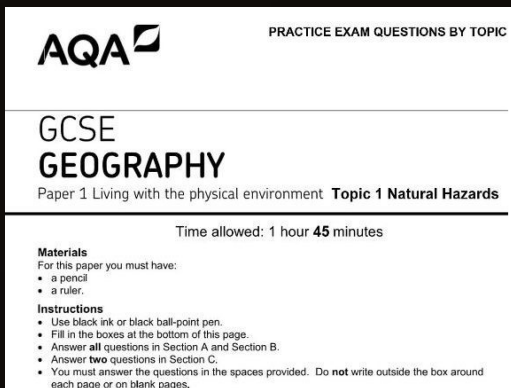 AQA
PRACTICE EXAM QUESTIONS BY TOPIC
GCSE
GEOGRAPHY
Paper 1 Living with the physical environment Topic 1 Natural Hazards
Time allowed: 1 hour 45 minutes
Materials
For this paper you must have:
• a pencil
• a ruler.
Instructions
• Use black ink or black ball-point pen.
• Fill in the boxes at the bottom of this page.
• Answer all questions in Section A and Section B.
• Answer two questions in Section C.
• You must answer the questions in the spaces provided. Do not write outside the box around
each page or on blank pages.